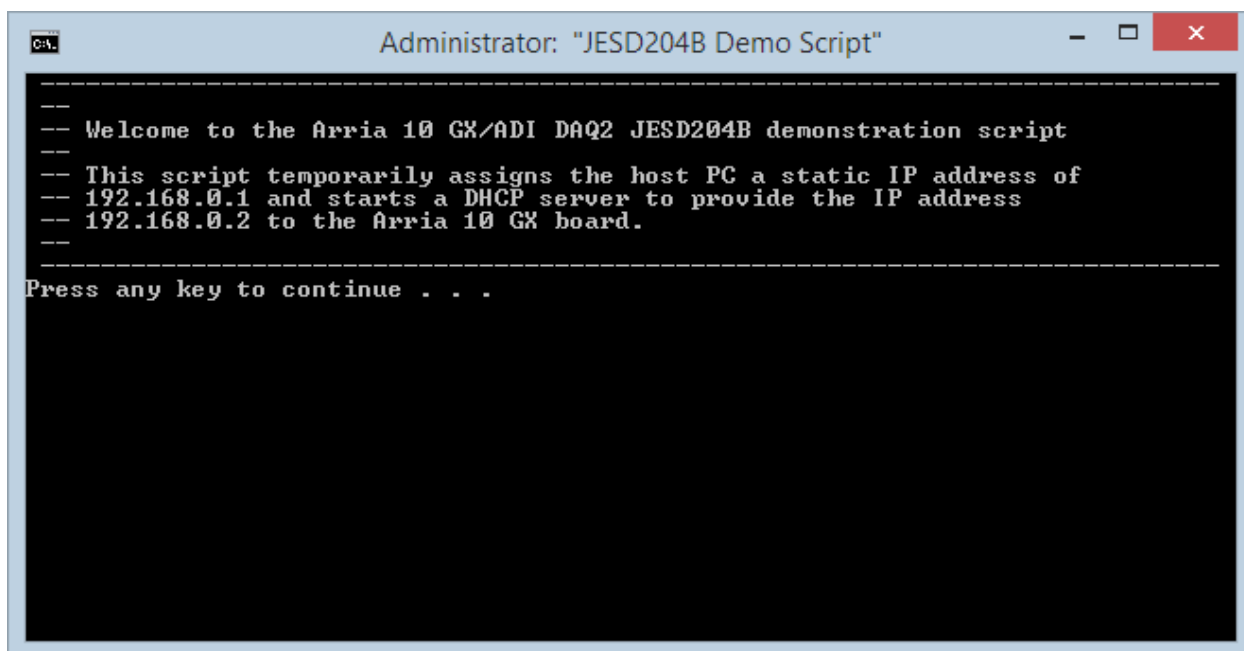 Administrator: "JESD204B Demo Script"
--------------------------------------------------------------------------------
--
-- Welcome to the Arria 10 GX/ADI DAQ2 JESD204B demonstration script
--
-- This script temporarily assigns the host PC a static IP address of
-- 192.168.0.1 and starts a DHCP server to provide the IP address
-- 192.168.0.2 to the Arria 10 GX board.
--
--------------------------------------------------------------------------------
Press any key to continue . . .